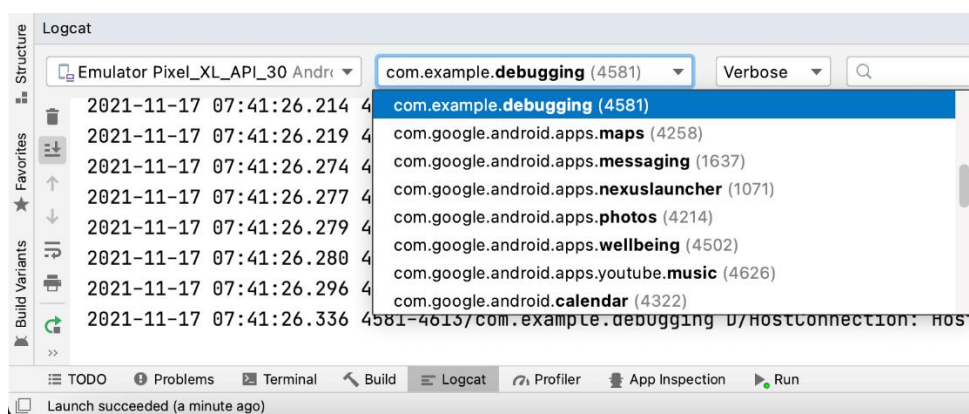 Logcat
Structure
Favorites
Build Variants
Emulator Pixel_XL_API_30 Andr
com.example.debugging (4581)
Verbose
2021-11-17 07:41:26.214 4
2021-11-17 07:41:26.219 4
2021-11-17 07:41:26.274 4
2021-11-17 07:41:26.277 4
2021-11-17 07:41:26.279 4
2021-11-17 07:41:26.280 4
2021-11-17 07:41:26.296 4
2021-11-17 07:41:26.336 4581-4613/com.example.debugging D/HostConnection: Hos
com.example.debugging (4581)
com.google.android.apps.maps (4258)
com.google.android.apps.messaging (1637)
com.google.android.apps.nexuslauncher (1071)
com.google.android.apps.photos (4214)
com.google.android.apps.wellbeing (4502)
com.google.android.apps.youtube.music (4626)
com.google.android.calendar (4322)
TODO Problems Terminal Build Logcat Profiler App Inspection Run
Launch succeeded (a minute ago)